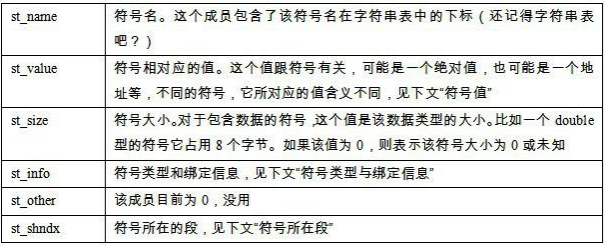 st_name 符号名。这个成员包含了该符号名在字符串表中的下标（还记得字符串表
吧？）
st_value 符号相对应的值。这个值跟符号有关，可能是一个绝对值，也可能是一个地
址等，不同的符号，它所对应的值含义不同，见下文“符号值”
st_size 符号大小。对于包含数据的符号，这个值是该数据类型的大小。比如一个 double
型的符号它占用 8 个字节。如果该值为 0，则表示该符号大小为 0 或未知
st_info 符号类型和绑定信息，见下文“符号类型与绑定信息”
st_other 该成员目前为 0，没用
st_shndx 符号所在的段，见下文“符号所在段”